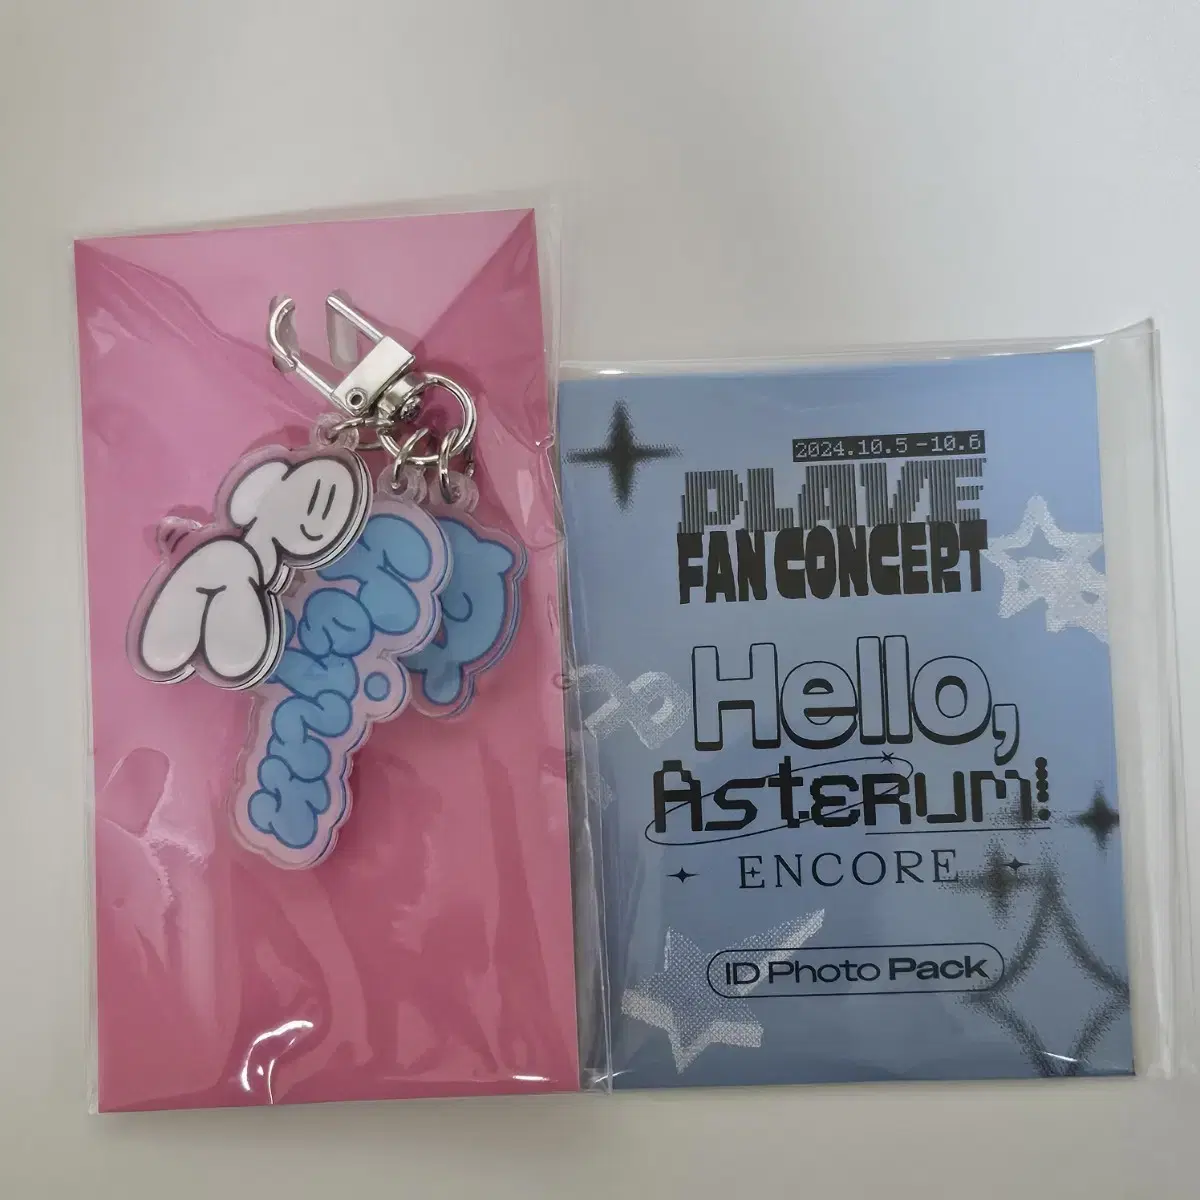 2024.10.5-10.6
PLAVE
FAN CONCERT
Hello,
Asterum!
ENCORE
ID Photo Pack